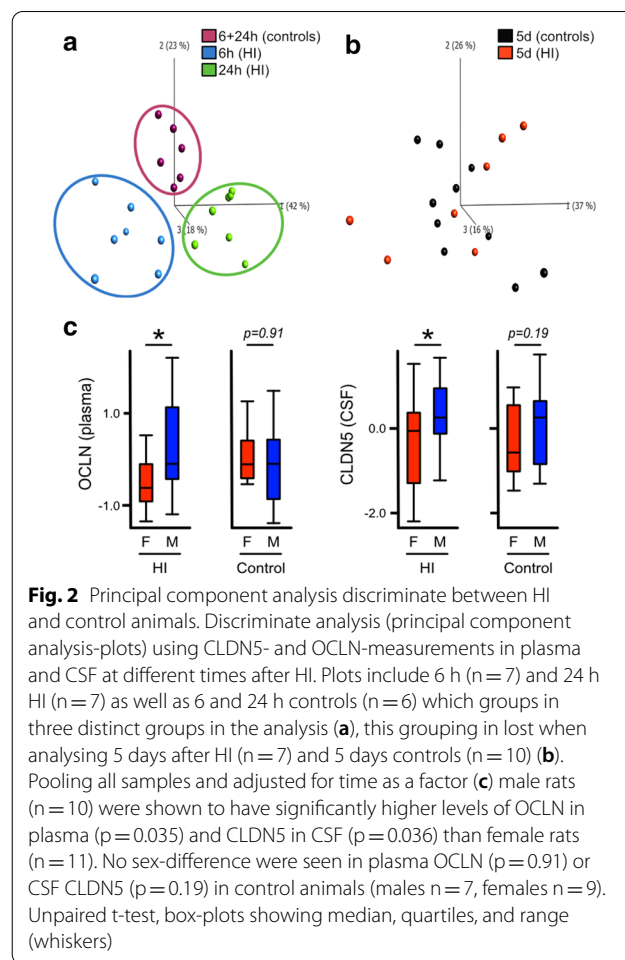 a
6+24h (controls)
6h (HI)
24h (HI)
2 (23 %)
1 (42 %)
3 (18 %)
b
5d (controls)
5d (HI)
2 (26 %)
1 (37 %)
3 (16 %)
c
OCLN (plasma)
1.0
-1.0
*
p=0.91
F M F M
HI Control
CLDN5 (CSF)
0.0
-2.0
*
p=0.19
F M F M
HI Control
Fig. 2 Principal component analysis discriminate between HI
and control animals. Discriminate analysis (principal component
analysis-plots) using CLDN5- and OCLN-measurements in plasma
and CSF at different times after HI. Plots include 6 h (n = 7) and 24 h
HI (n = 7) as well as 6 and 24 h controls (n = 6) which groups in
three distinct groups in the analysis (a), this grouping in lost when
analysing 5 days after HI (n = 7) and 5 days controls (n = 10) (b).
Pooling all samples and adjusted for time as a factor (c) male rats
(n = 10) were shown to have significantly higher levels of OCLN in
plasma (p = 0.035) and CLDN5 in CSF (p = 0.036) than female rats
(n = 11). No sex-difference were seen in plasma OCLN (p = 0.91) or
CSF CLDN5 (p = 0.19) in control animals (males n = 7, females n = 9).
Unpaired t-test, box-plots showing median, quartiles, and range
(whiskers)